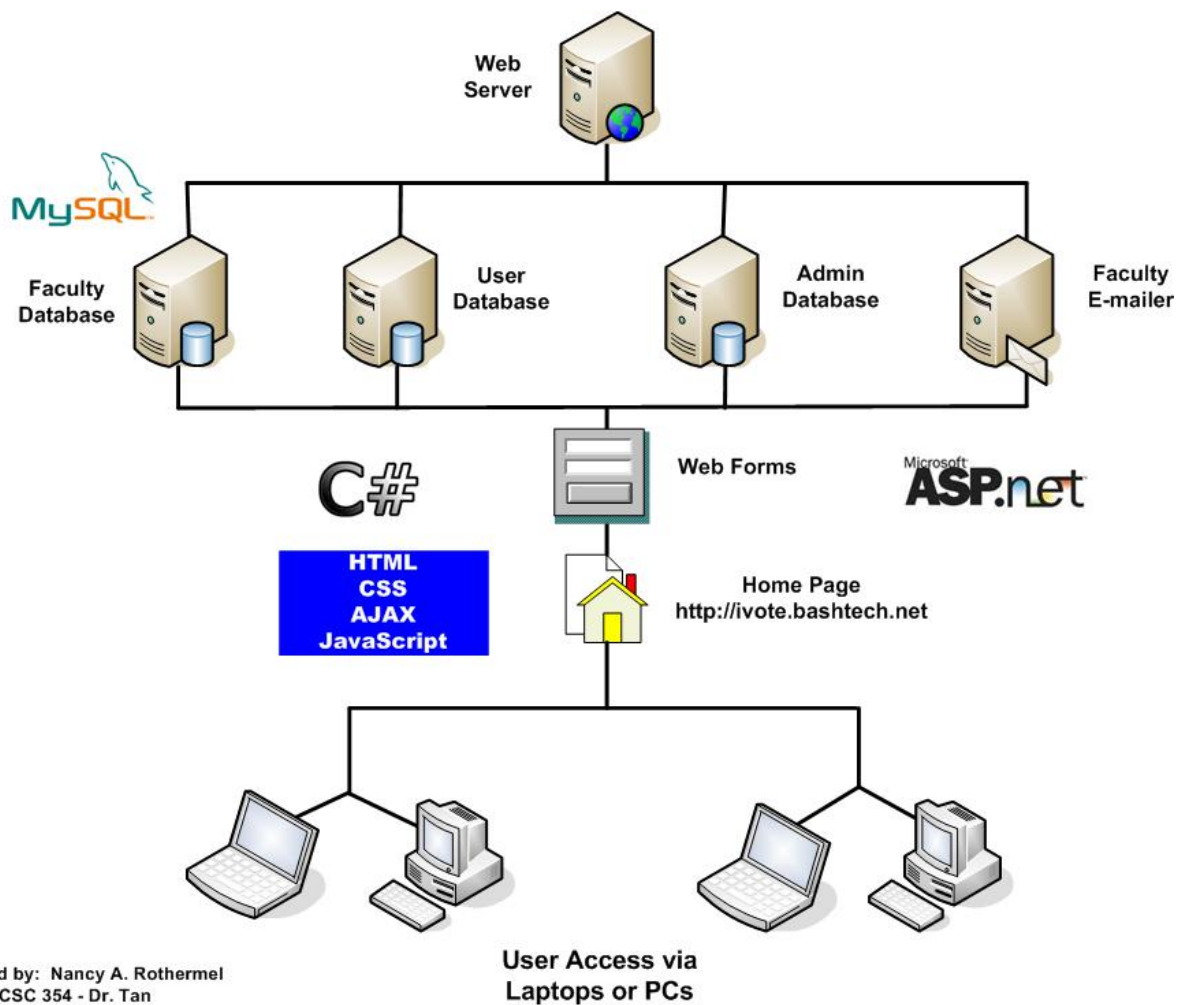 Web
Server
MySQL
Faculty
Database
User
Database
Admin
Database
Faculty
E-mailer
C#
Web Forms
Microsoft
ASP.net
HTML
CSS
AJAX
JavaScript
Home Page
http://ivote.bashtech.net
User Access via
Laptops or PCs
d by: Nancy A. Rothermel
CSC 354 - Dr. Tan